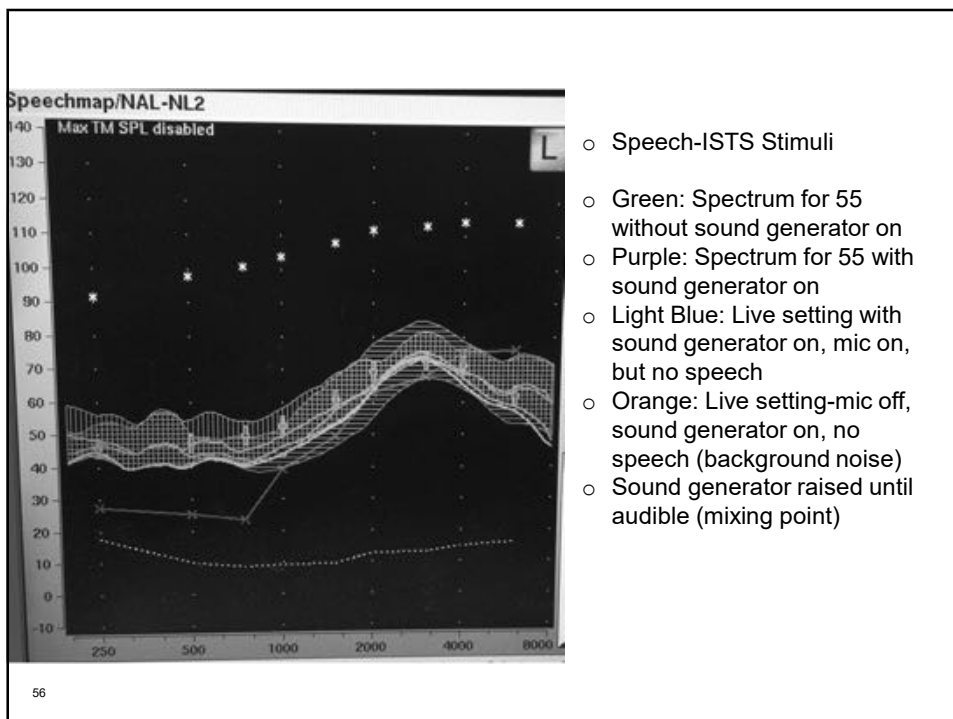 Speechmap/NAL-NL2
140
Max TM SPL disabled
L
130
120
110
100
90
80
70
60
50
40
30
20
10
0
-10
250
500
1000
2000
4000
8000
○ Speech-ISTS Stimuli
○ Green: Spectrum for 55
without sound generator on
○ Purple: Spectrum for 55 with
sound generator on
○ Light Blue: Live setting with
sound generator on, mic on,
but no speech
○ Orange: Live setting-mic off,
sound generator on, no
speech (background noise)
○ Sound generator raised until
audible (mixing point)
56